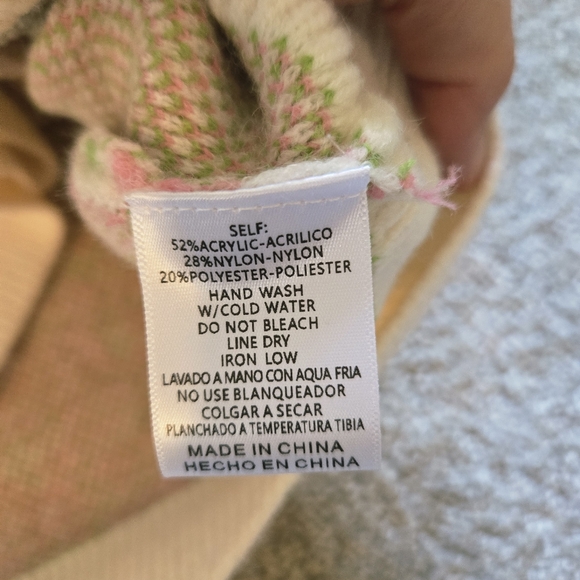 SELF:
52%ACRYLIC-ACRILICO
28%NYLON-NYLON
20%POLYESTER-POLIESTER
HAND WASH
W/COLD WATER
DO NOT BLEACH
LINE DRY
IRON LOW
LAVADO A MANO CON AQUA FRIA
NO USE BLANQUEADOR
COLGAR A SECAR
PLANCHADO A TEMPERATURA TIBIA
MADE IN CHINA
HECHO EN CHINA